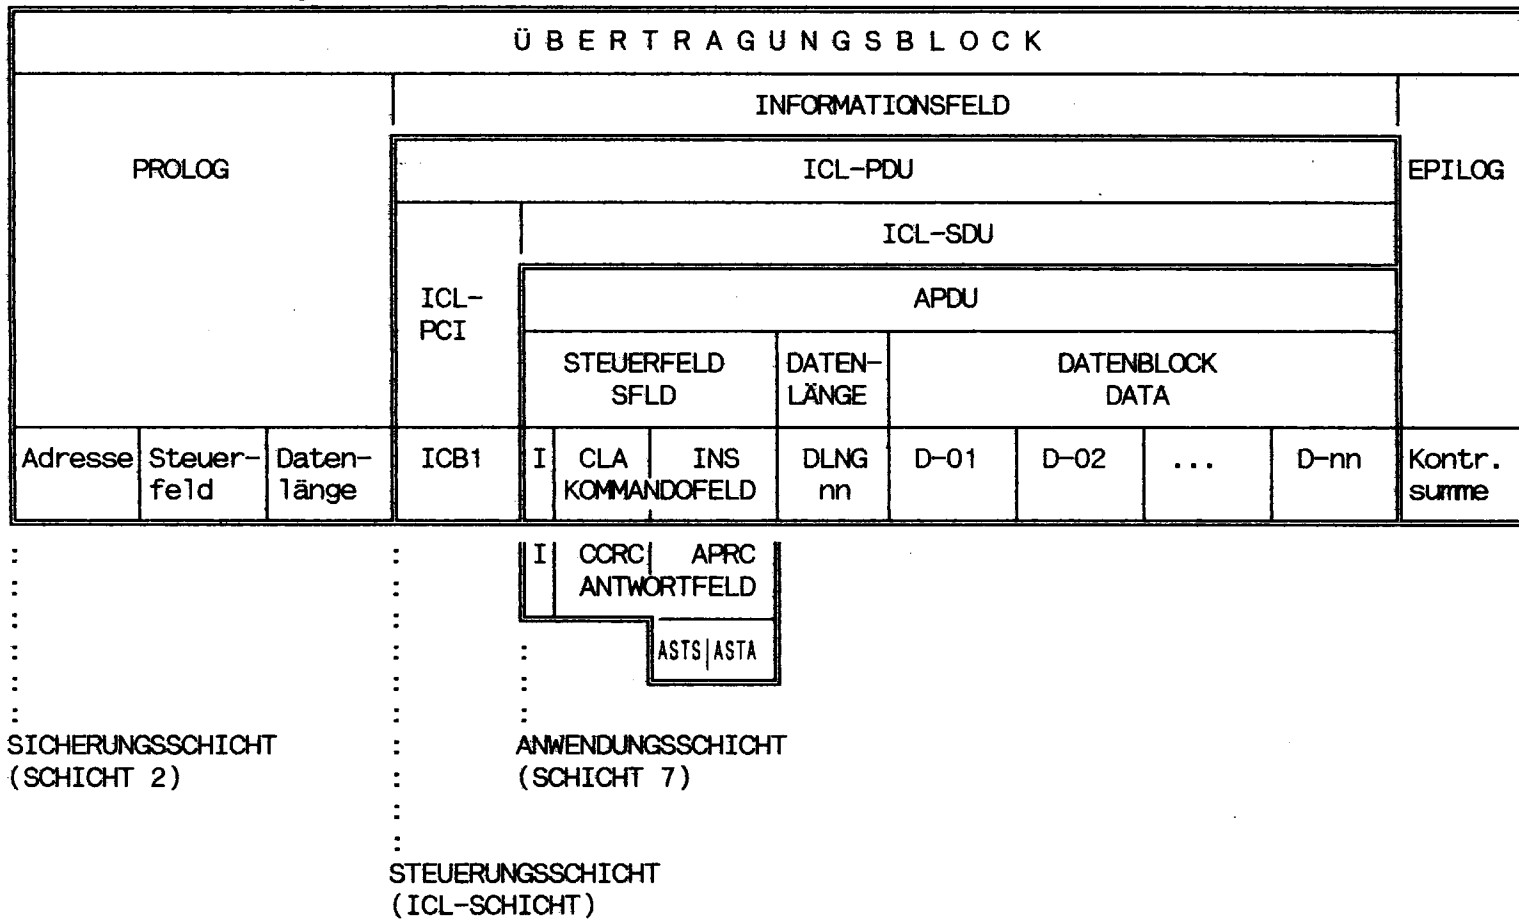 ÜBERTRAGUNGSBLOCK
INFORMATIONSFELD
PROLOG
ICL-PDU
EPILOG
ICL-SDU
ICL-
PCI
APDU
STEUERFELD
SFLD
DATEN-
LÄNGE
DATENBLOCK
DATA
Adresse
Steuer-
feld
Daten-
länge
ICB1
I
CLA
INS
KOMMANDOFELD
DLNG
nn
D-01
D-02
...
D-nn
Kontr.
summe
I
CCRC
APRC
ANTWORTFELD
ASTS
ASTA
SICHERUNGSSCHICHT
(SCHICHT 2)
ANWENDUNGSSCHICHT
(SCHICHT 7)
STEUERUNGSSCHICHT
(ICL-SCHICHT)